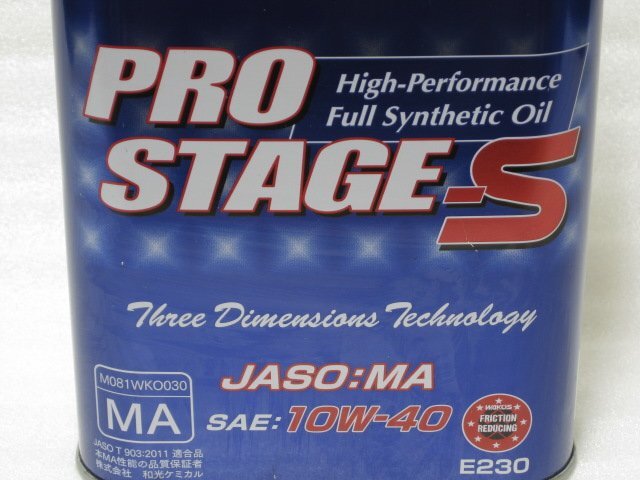 PRO
High-Performance
Full Synthetic Oil
STAGE-S
Three Dimensions Technology
JASO:MA
SAE: 10W-40
M081WKO030
MA
JASO T 903:2011 適合品
本MA性能の品質保証者
株式会社 和光ケミカル
WAKO'S
FRICTION
REDUCING
E230